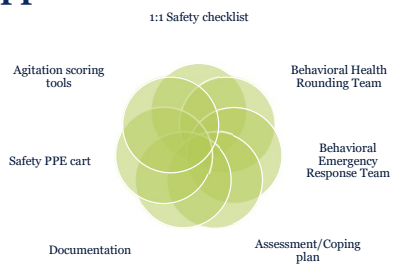 1:1 Safety checklist
Agitation scoring
tools
Behavioral Health
Rounding Team
Safety PPE cart
Behavioral
Emergency
Response Team
Documentation
Assessment/Coping
plan